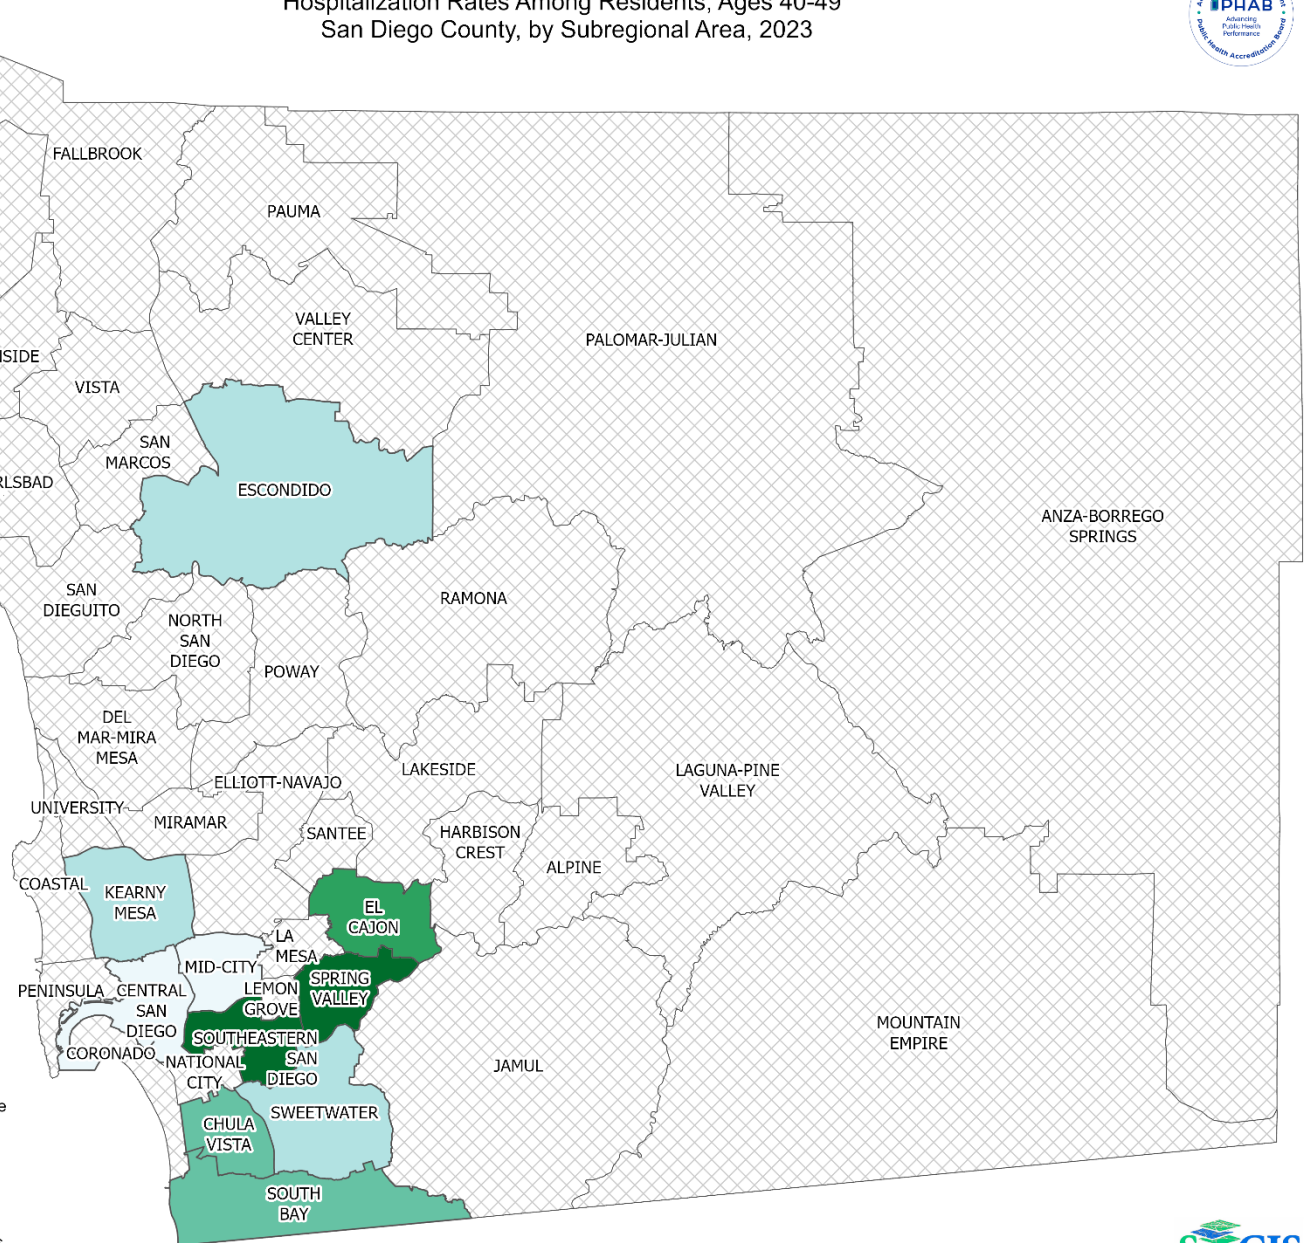 Hospitalization Rates Among Residents, Ages 40-49
San Diego County, by Subregional Area, 2023
PHAB
Advancing
Public Health
Performance
Public Health Accreditation Board
FALLBROOK
PAUMA
VALLEY
CENTER
PALOMAR-JULIAN
SIDE
VISTA
SAN
MARCOS
RLSBAD
ESCONDIDO
ANZA-BORREGO
SPRINGS
SAN
DIEGUITO
RAMONA
NORTH
SAN
DIEGO
POWAY
DEL
MAR-MIRA
MESA
ELLIOTT-NAVAJO
LAKESIDE
LAGUNA-PINE
VALLEY
UNIVERSITY
MIRAMAR
SANTEE
HARBISON
CREST
ALPINE
COASTAL
KEARNY
MESA
EL
CAJON
LA
MESA
MID-CITY
SPRING
VALLEY
PENINSULA
CENTRAL
SAN
DIEGO
LEMON
GROVE
SOUTHEASTERN
SAN
DIEGO
CORONADO
NATIONAL
CITY
MOUNTAIN
EMPIRE
JAMUL
SWEETWATER
CHULA
VISTA
e
SOUTH
BAY